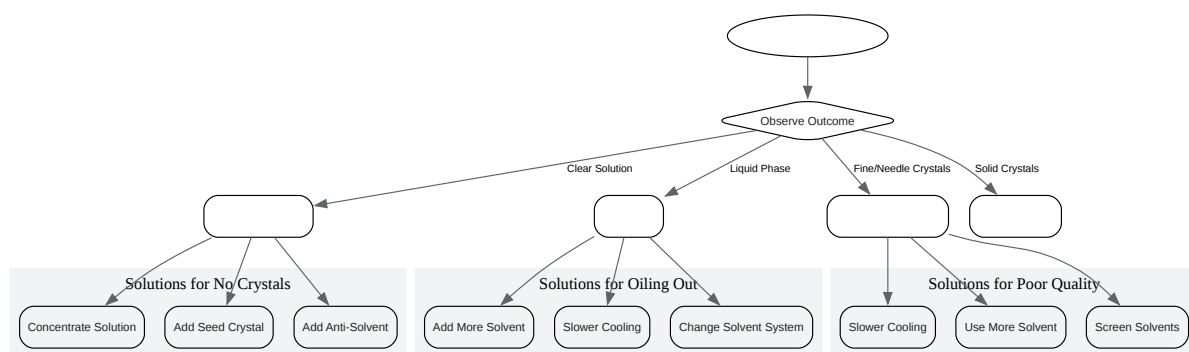 Observe Outcome
Clear Solution
Liquid Phase
Fine/Needle Crystals
Solid Crystals
Solutions for No Crystals
Solutions for Oiling Out
Solutions for Poor Quality
Concentrate Solution
Add Seed Crystal
Add Anti-Solvent
Add More Solvent
Slower Cooling
Change Solvent System
Slower Cooling
Use More Solvent
Screen Solvents